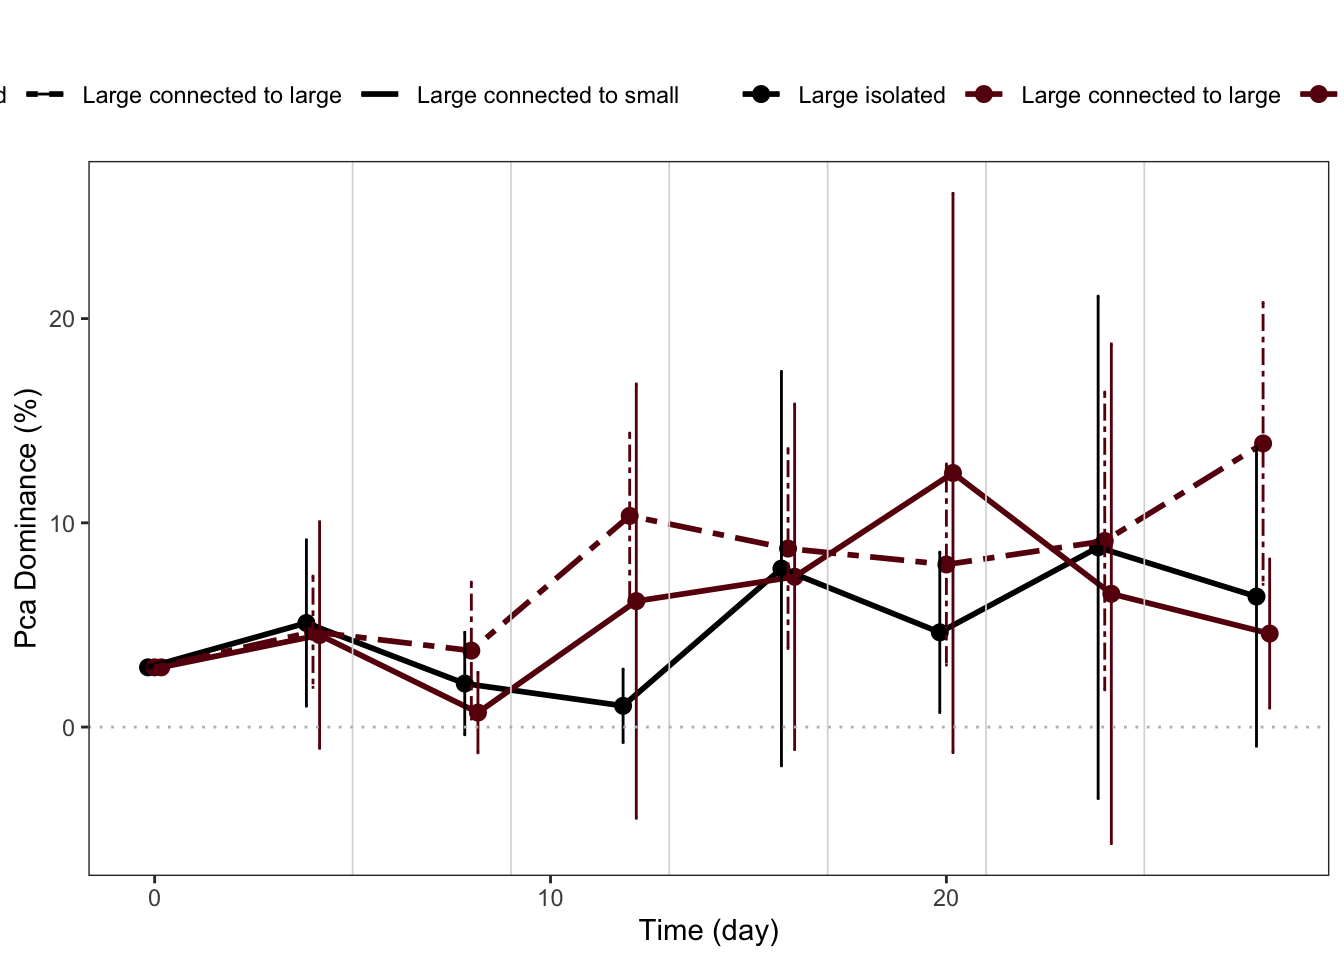 d Large connected to large Large connected to small Large isolated Large connected to large
20
10
0
Pca Dominance (%)
0 10 20
Time (day)